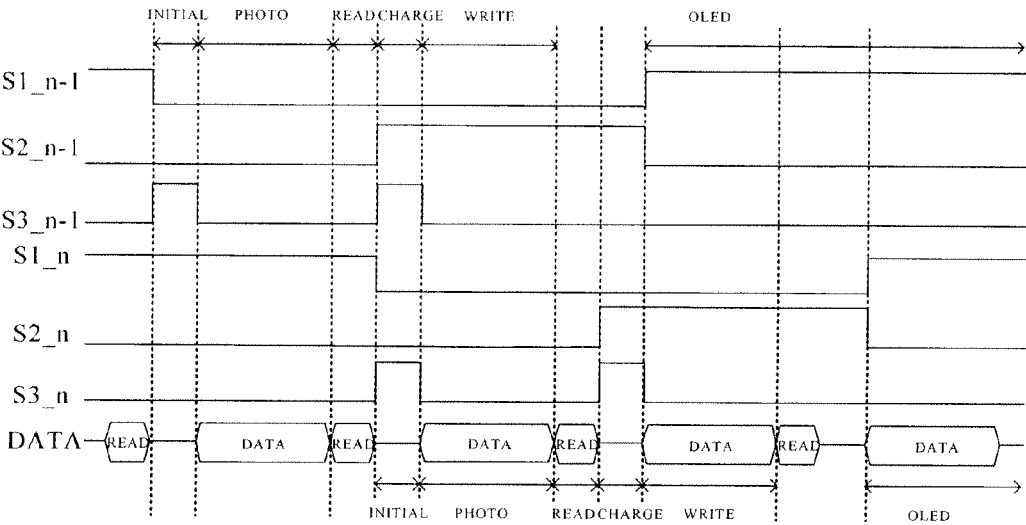 INITIAL PHOTO READ CHARGE WRITE OLED
S1_n-1
S2_n-1
S3_n-1
S1_n
S2_n
S3_n
DATA READ DATA READ DATA READ DATA READ DATA
INITIAL PHOTO READ CHARGE WRITE OLED